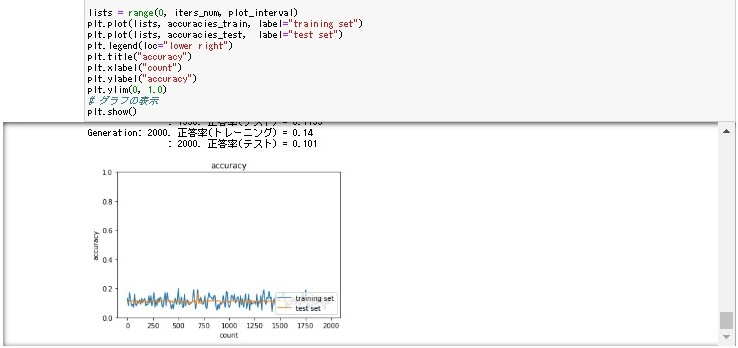 lists = range(0, iters_num, plot_interval)
plt.plot(lists, accuracies_train, label="training set")
plt.plot(lists, accuracies_test,  label="test set")
plt.legend(loc="lower right")
plt.title("accuracy")
plt.xlabel("count")
plt.ylabel("accuracy")
plt.ylim(0, 1.0)
# グラフの表示
plt.show()
Generation: 2000. 正答率(トレーニング) = 0.14
: 2000. 正答率(テスト) = 0.101
accuracy
1.0
0.8
0.6
0.4
0.2
0.0
accuracy
training set
test set
0 250 500 750 1000 1250 1500 1750 2000
count